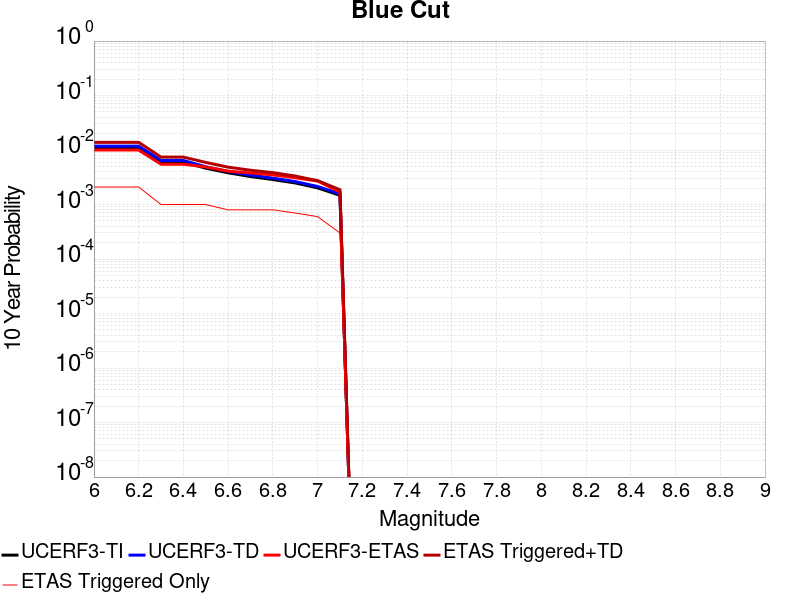 Blue Cut
10 0
10 -1
10 -2
10 -3
10 -4
10 -5
10 -6
10 -7
10 -8
10 Year Probability
6 6.2 6.4 6.6 6.8 7 7.2 7.4 7.6 7.8 8 8.2 8.4 8.6 8.8 9
Magnitude
UCERF3-TI UCERF3-TD UCERF3-ETAS ETAS Triggered+TD
ETAS Triggered Only